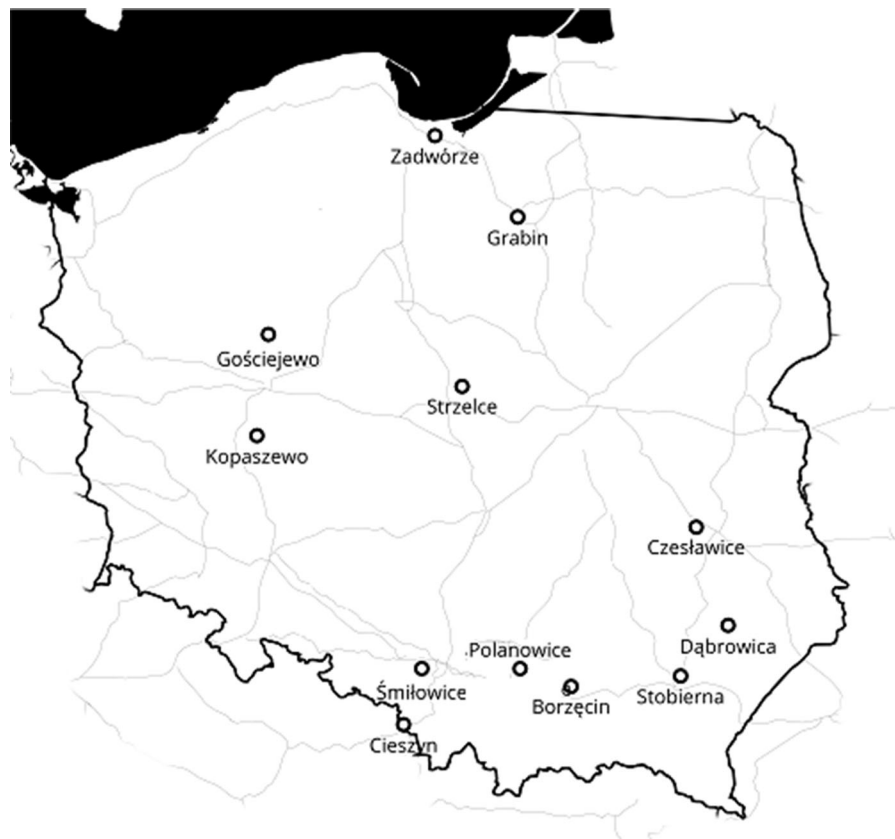 Zadwórze
Grabin
Gościejewo
Strzelce
Kopaszewo
Czesławice
Dąbrowica
Polanowice
Śmiłowice
Stobierna
Borzęcin
Cieszyn